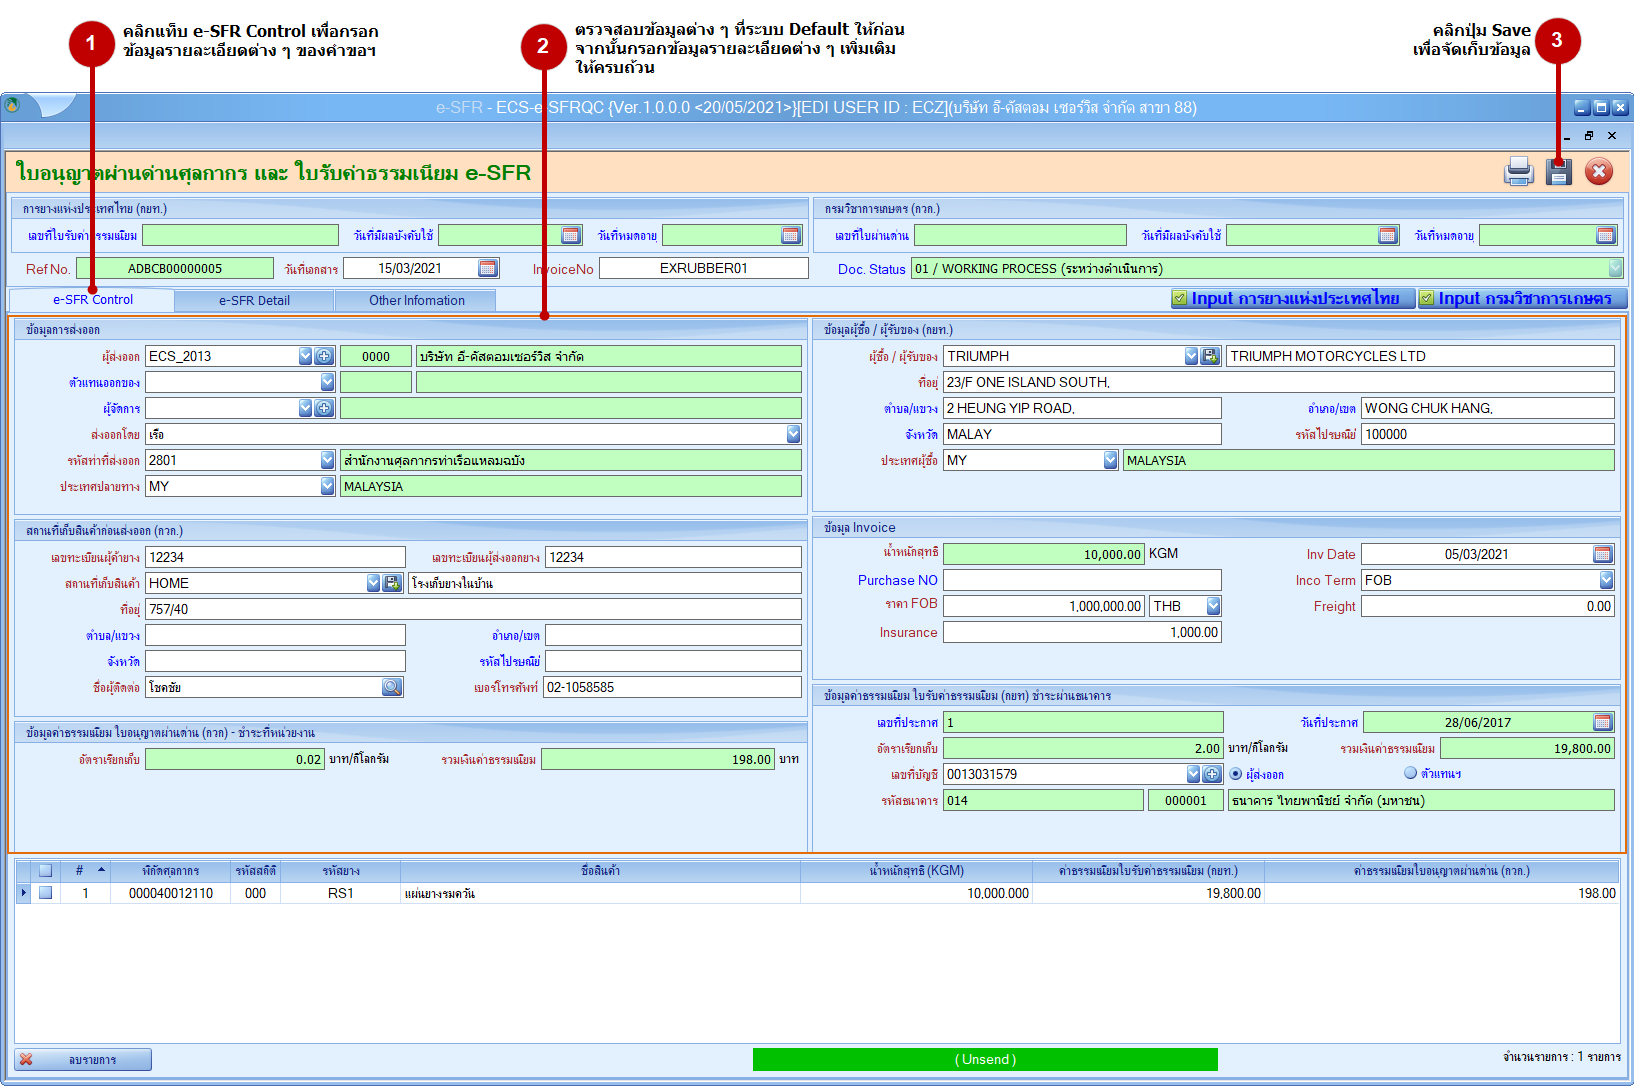 1
คลิกแท็บ e-SFR Control เพื่อกรอก
ข้อมูลรายละเอียดต่าง ๆ ของคำขอฯ
2
ตรวจสอบข้อมูลต่าง ๆ ที่ระบบ Default ให้ก่อน
จากนั้นกรอกข้อมูลรายละเอียดต่าง ๆ เพิ่มเติม
ให้ครบถ้วน
คลิกปุ่ม Save
เพื่อจัดเก็บข้อมูล
3
e-SFR - ECS-e-SFRQC {Ver.1.0.0.0 <20/05/2021>}[EDI USER ID : ECZ](บริษัท อี-คัสตอม เซอร์วิส จำกัด สาขา 88)
ใบอนุญาตผ่านด่านศุลกากร และ ใบรับค่าธรรมเนียม e-SFR
การยางแห่งประเทศไทย (กยท.)
เลขที่ใบรับค่าธรรมเนียม วันที่มีผลบังคับใช้ วันที่หมดอายุ
กรมวิชาการเกษตร (กวก.)
เลขที่ใบผ่านด่าน วันที่มีผลบังคับใช้ วันที่หมดอายุ
Ref No. ADBCB00000005 วันที่เอกสาร 15/03/2021 InvoiceNo EXRUBBER01 Doc. Status 01 / WORKING PROCESS (ระหว่างดำเนินการ)
e-SFR Control e-SFR Detail Other Infomation Input การยางแห่งประเทศไทย Input กรมวิชาการเกษตร
ข้อมูลการส่งออก
ผู้ส่งออก ECS_2013 0000 บริษัท อี-คัสตอมเซอร์วิส จำกัด
ตัวแทนออกของ
ผู้จัดการ
ส่งออกโดย เรือ
รหัสท่าที่ส่งออก 2801 สำนักงานศุลกากรท่าเรือแหลมฉบัง
ประเทศปลายทาง MY MALAYSIA
ข้อมูลผู้ซื้อ / ผู้รับของ (กยท.)
ผู้ซื้อ / ผู้รับของ TRIUMPH TRIUMPH MOTORCYCLES LTD
ที่อยู่ 23/F ONE ISLAND SOUTH,
ตำบล/แขวง 2 HEUNG YIP ROAD, อำเภอ/เขต WONG CHUK HANG,
จังหวัด MALAY รหัสไปรษณีย์ 100000
ประเทศผู้ซื้อ MY MALAYSIA
สถานที่เก็บสินค้าก่อนส่งออก (กวก.)
เลขทะเบียนผู้ค้ายาง 12234 เลขทะเบียนผู้ส่งออกยาง 12234
สถานที่เก็บสินค้า HOME โรงเก็บยางในบ้าน
ที่อยู่ 757/40
ตำบล/แขวง อำเภอ/เขต
จังหวัด รหัสไปรษณีย์
ชื่อผู้ติดต่อ โชคชัย เบอร์โทรศัพท์ 02-1058585
ข้อมูล Invoice
น้ำหนักสุทธิ 10,000.00 KGM Inv Date 05/03/2021
Purchase NO Inco Term FOB
ราคา FOB 1,000,000.00 THB Freight 0.00
Insurance 1,000.00
ข้อมูลค่าธรรมเนียม ใบอนุญาตผ่านด่าน (กวก) - ชำระที่หน่วยงาน
อัตราเรียกเก็บ 0.02 บาท/กิโลกรัม รวมเงินค่าธรรมเนียม 198.00 บาท
ข้อมูลค่าธรรมเนียม ใบรับค่าธรรมเนียม (กยท) ชำระผ่านธนาคาร
เลขที่ประกาศ 1 วันที่ประกาศ 28/06/2017
อัตราเรียกเก็บ 2.00 บาท/กิโลกรัม รวมเงินค่าธรรมเนียม 19,800.00
เลขที่บัญชี 0013031579 ผู้ส่งออก ตัวแทนฯ
รหัสธนาคาร 014 000001 ธนาคาร ไทยพานิชย์ จำกัด (มหาชน)
# พิกัดศุลกากร รหัสสถิติ รหัสยาง ชื่อสินค้า น้ำหนักสุทธิ (KGM) ค่าธรรมเนียมใบรับค่าธรรมเนียม (กยท.) ค่าธรรมเนียมใบอนุญาตผ่านด่าน (กวก.)
1 000040012110 000 RS1 แผ่นยางรมควัน 10,000.000 19,800.00 198.00
ลบรายการ (Unsend) จำนวนรายการ : 1 รายการ